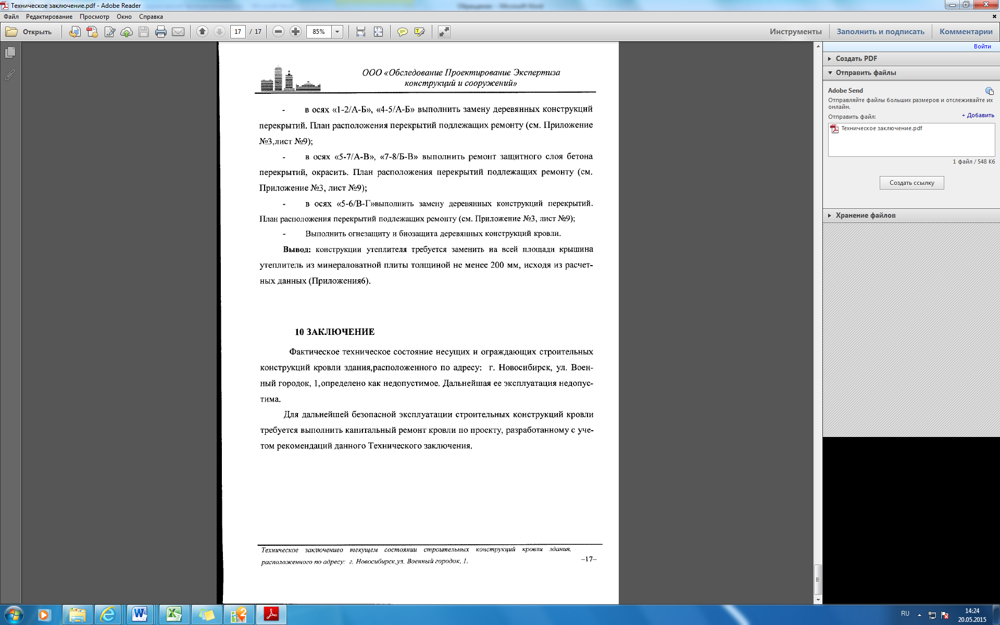 Техническое заключение.pdf - Adobe Reader
Файл Редактирование Просмотр Окно Справка
Открыть 17 / 17 85% Инструменты Заполнить и подписать Комментарии
Войти
Создать PDF
Отправить файлы
Adobe Send
Отправляйте файлы больших размеров и отслеживайте их
онлайн.
Отправить файл: + Добавить
Техническое заключение.pdf
1 файл / 548 Кб
Создать ссылку
Хранение файлов
ООО «Обследование Проектирование Экспертиза
конструкций и сооружений»
- в осях «1-2/А-Б», «4-5/А-Б» выполнить замену деревянных конструкций
перекрытий. План расположения перекрытий подлежащих ремонту (см. Приложение
№3,лист №9);
- в осях «5-7/А-В», «7-8/Б-В» выполнить ремонт защитного слоя бетона
перекрытий, окрасить. План расположения перекрытий подлежащих ремонту (см.
Приложение №3, лист №9);
- в осях «5-6/В-Г»выполнить замену деревянных конструкций перекрытий.
План расположения перекрытий подлежащих ремонту (см. Приложение №3, лист №9);
- Выполнить огнезащиту и биозащита деревянных конструкций кровли.
Вывод: конструкции утеплителя требуется заменить на всей площади крышина
утеплитель из минераловатной плиты толщиной не менее 200 мм, исходя из расчет-
ных данных (Приложения6).
10 ЗАКЛЮЧЕНИЕ
Фактическое техническое состояние несущих и ограждающих строительных
конструкций кровли здания,расположенного по адресу: г. Новосибирск, ул. Воен-
ный городок, 1,определено как недопустимое. Дальнейшая ее эксплуатация недопус-
тима.
Для дальнейшей безопасной эксплуатации строительных конструкций кровли
требуется выполнить капитальный ремонт кровли по проекту, разработанному с уче-
том рекомендаций данного Технического заключения.
Техническое заключениео текущем состоянии строительных конструкций кровли здания,
расположенного по адресу: г. Новосибирск,ул. Военный городок, 1.
–17–
RU 14:24
20.05.2015